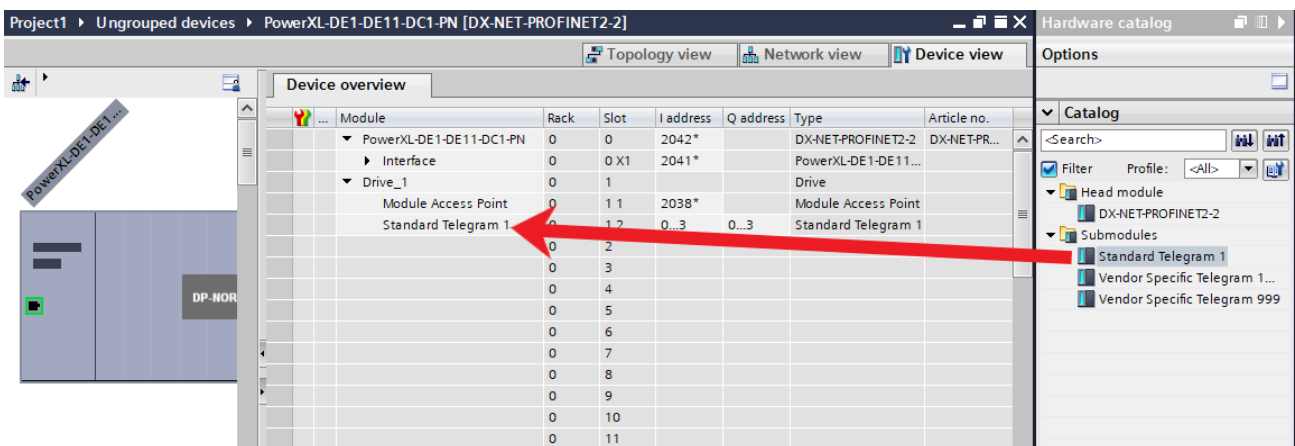 Project1 ▸ Ungrouped devices ▸ PowerXL-DE1-DE11-DC1-PN [DX-NET-PROFINET2-2]
Hardware catalog
Topology view Network view Device view
Options
Device overview
Catalog
... Module Rack Slot I address Q address Type Article no.
<Search>
PowerXL-DE1-DE11-DC1-PN 0 0 2042* DX-NET-PROFINET2-2 DX-NET-PR...
Interface 0 0 X1 2041* PowerXL-DE1-DE11...
Filter Profile: <All>
Drive_1 0 1 Drive
Head module
Module Access Point 0 1 1 2038* Module Access Point
DX-NET-PROFINET2-2
Standard Telegram 1 1 2 0...3 0...3 Standard Telegram 1
Submodules
0 2
Standard Telegram 1
0 3
Vendor Specific Telegram 1...
0 4
Vendor Specific Telegram 999
0 5
0 6
0 7
0 8
0 9
0 10
0 11
PowerXL-DE1-DE1...
DP-NOR